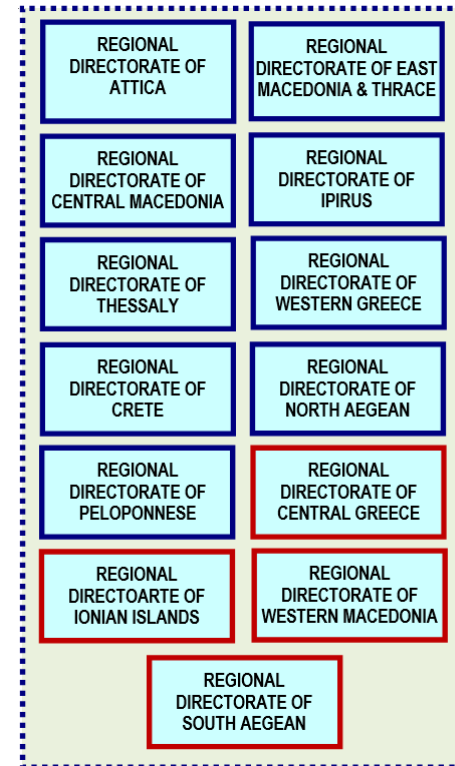 REGIONAL
DIRECTORATE OF
ATTICA
REGIONAL
DIRECTORATE OF EAST
MACEDONIA & THRACE
REGIONAL
DIRECTORATE OF
CENTRAL MACEDONIA
REGIONAL
DIRECTORATE OF
IPIRUS
REGIONAL
DIRECTORATE OF
THESSALY
REGIONAL
DIRECTORATE OF
WESTERN GREECE
REGIONAL
DIRECTORATE OF
CRETE
REGIONAL
DIRECTORATE OF
NORTH AEGEAN
REGIONAL
DIRECTORATE OF
PELOPONNESE
REGIONAL
DIRECTORATE OF
CENTRAL GREECE
REGIONAL
DIRECTOARTE OF
IONIAN ISLANDS
REGIONAL
DIRECTORATE OF
WESTERN MACEDONIA
REGIONAL
DIRECTORATE OF
SOUTH AEGEAN